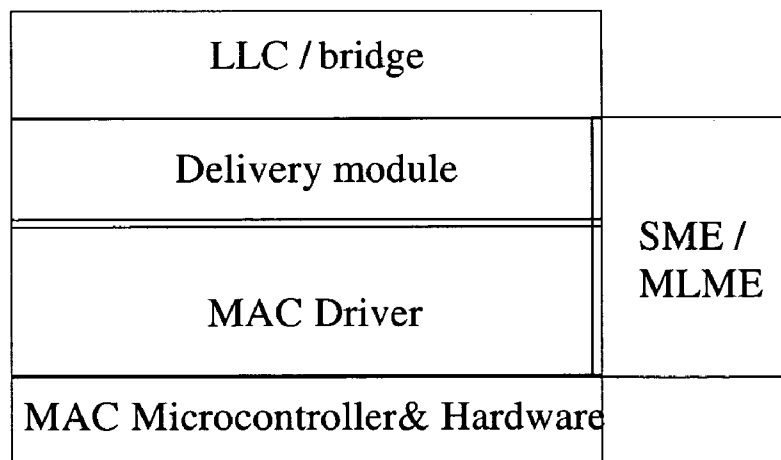 LLC / bridge
Delivery module
SME /
MLME
MAC Driver
MAC Microcontroller& Hardware